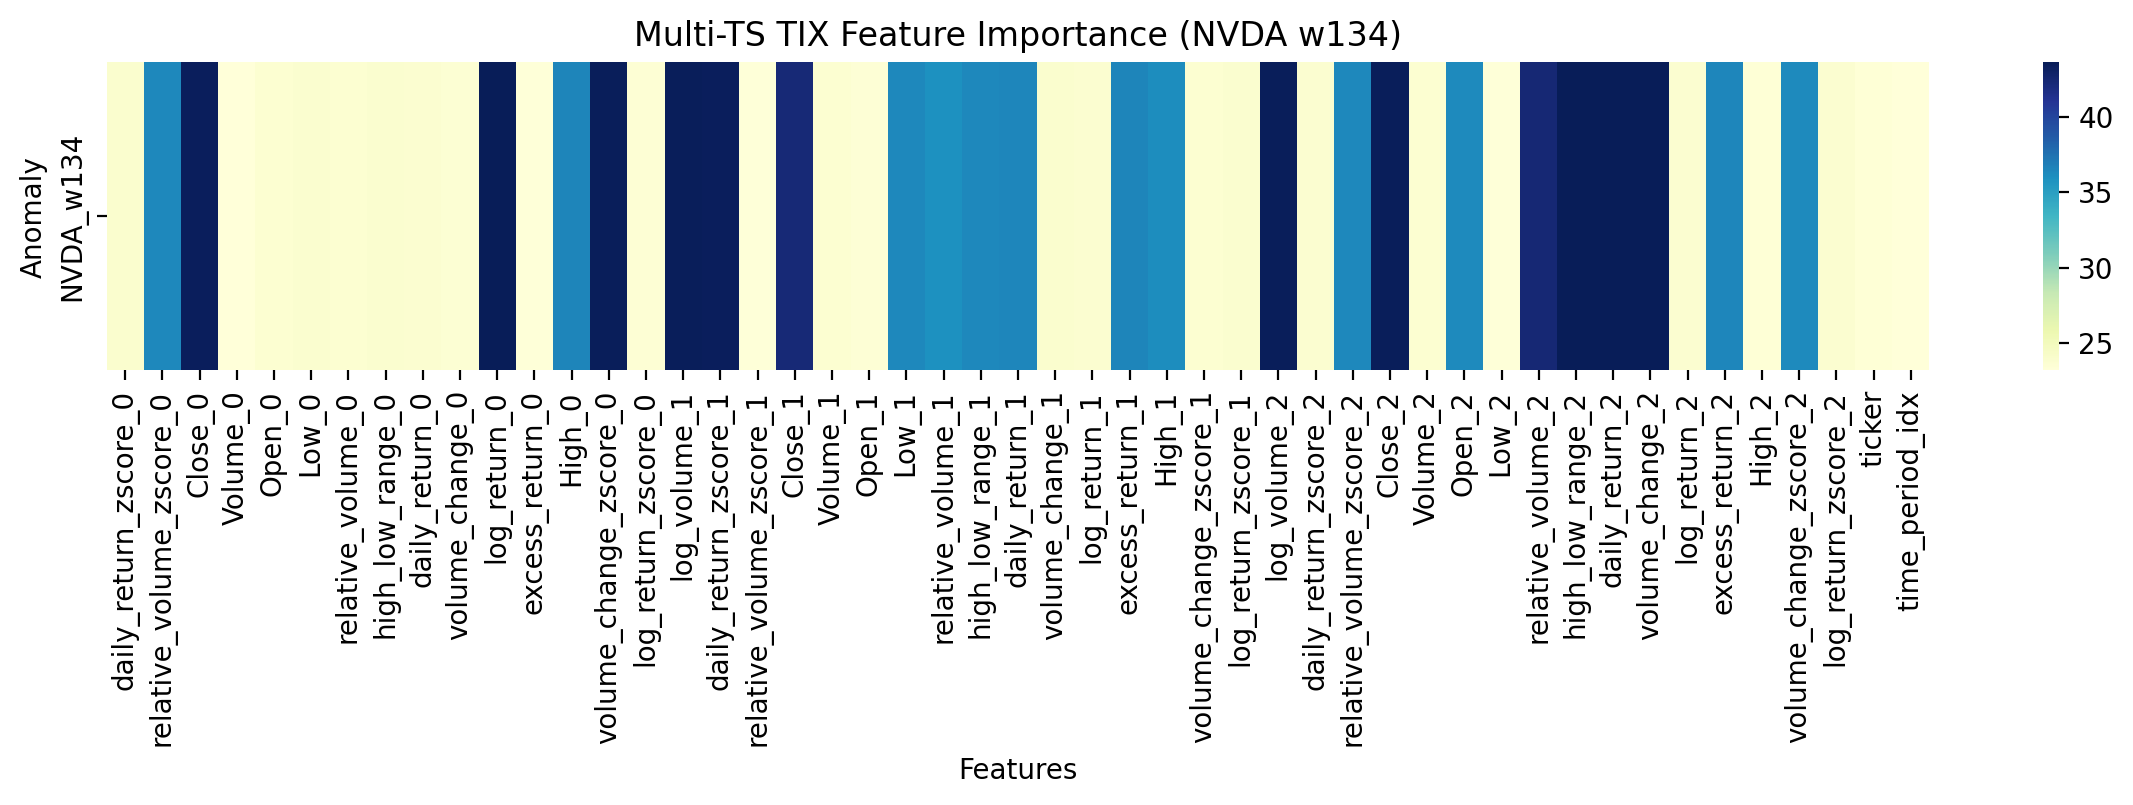 Multi-TS TIX Feature Importance (NVDA w134)
Anomaly
NVDA_w134
40
35
30
25
daily_return_zscore_0
relative_volume_zscore_0
Close_0
Volume_0
Open_0
Low_0
relative_volume_0
high_low_range_0
daily_return_0
volume_change_0
log_return_0
excess_return_0
High_0
volume_change_zscore_0
log_return_zscore_0
log_volume_1
daily_return_zscore_1
relative_volume_zscore_1
Close_1
Volume_1
Open_1
Low_1
relative_volume_1
high_low_range_1
daily_return_1
volume_change_1
log_return_1
excess_return_1
High_1
volume_change_zscore_1
log_return_zscore_1
log_volume_2
daily_return_zscore_2
relative_volume_zscore_2
Close_2
Volume_2
Open_2
Low_2
relative_volume_2
high_low_range_2
daily_return_2
volume_change_2
log_return_2
excess_return_2
High_2
volume_change_zscore_2
log_return_zscore_2
ticker
time_period_idx
Features